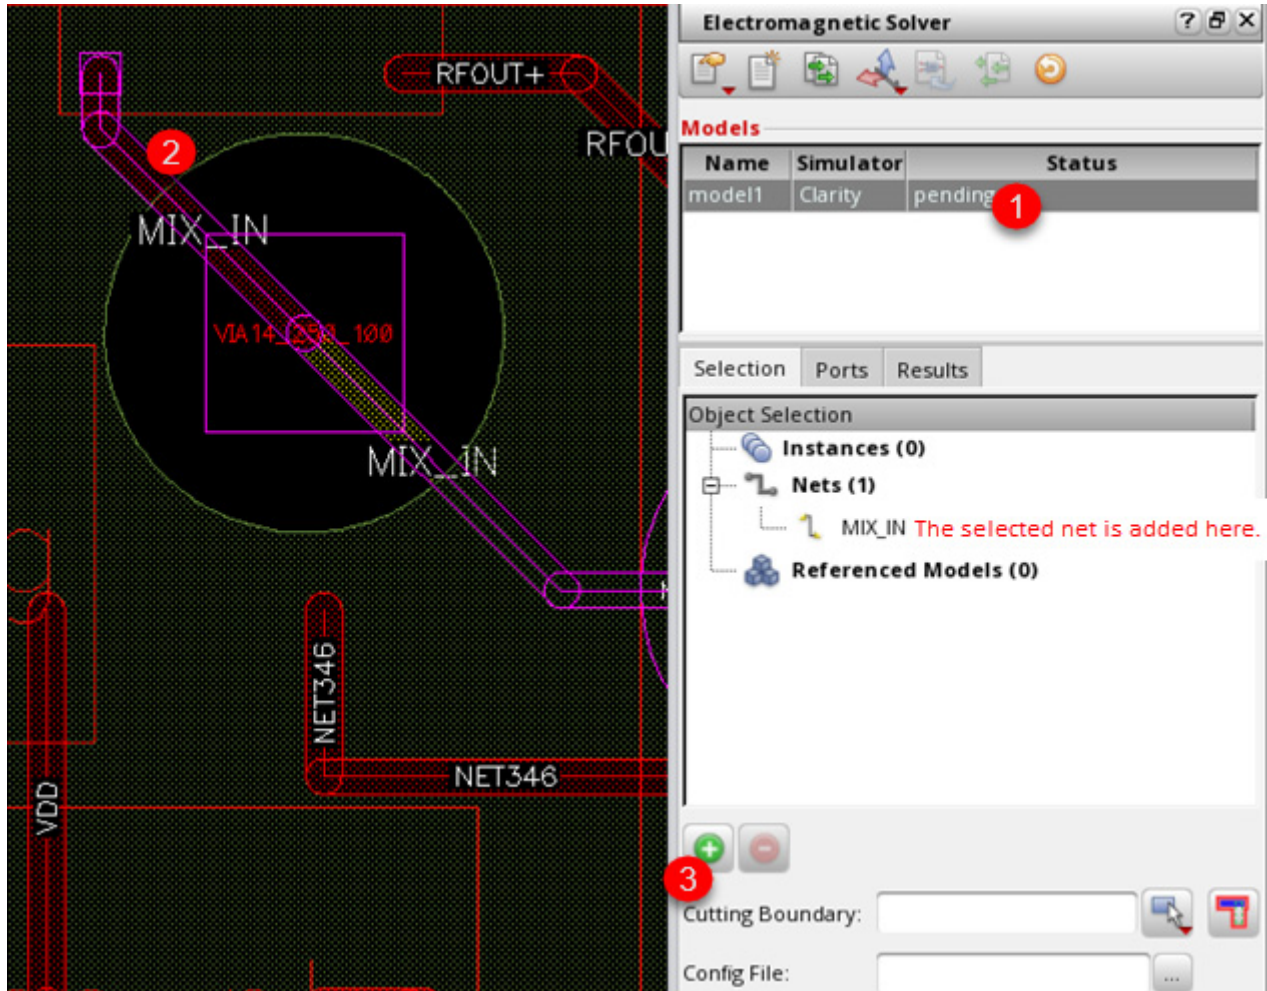 RFOUT+
RFOU
2
MIX_IN
VIA14_250_100
MIX_IN
NET346
NET346
VDD
Electromagnetic Solver
?
Models
Name Simulator Status
model1 Clarity pending
1
Selection Ports Results
Object Selection
Instances (0)
Nets (1)
MIX_IN The selected net is added here.
Referenced Models (0)
3
Cutting Boundary:
Config File:
...